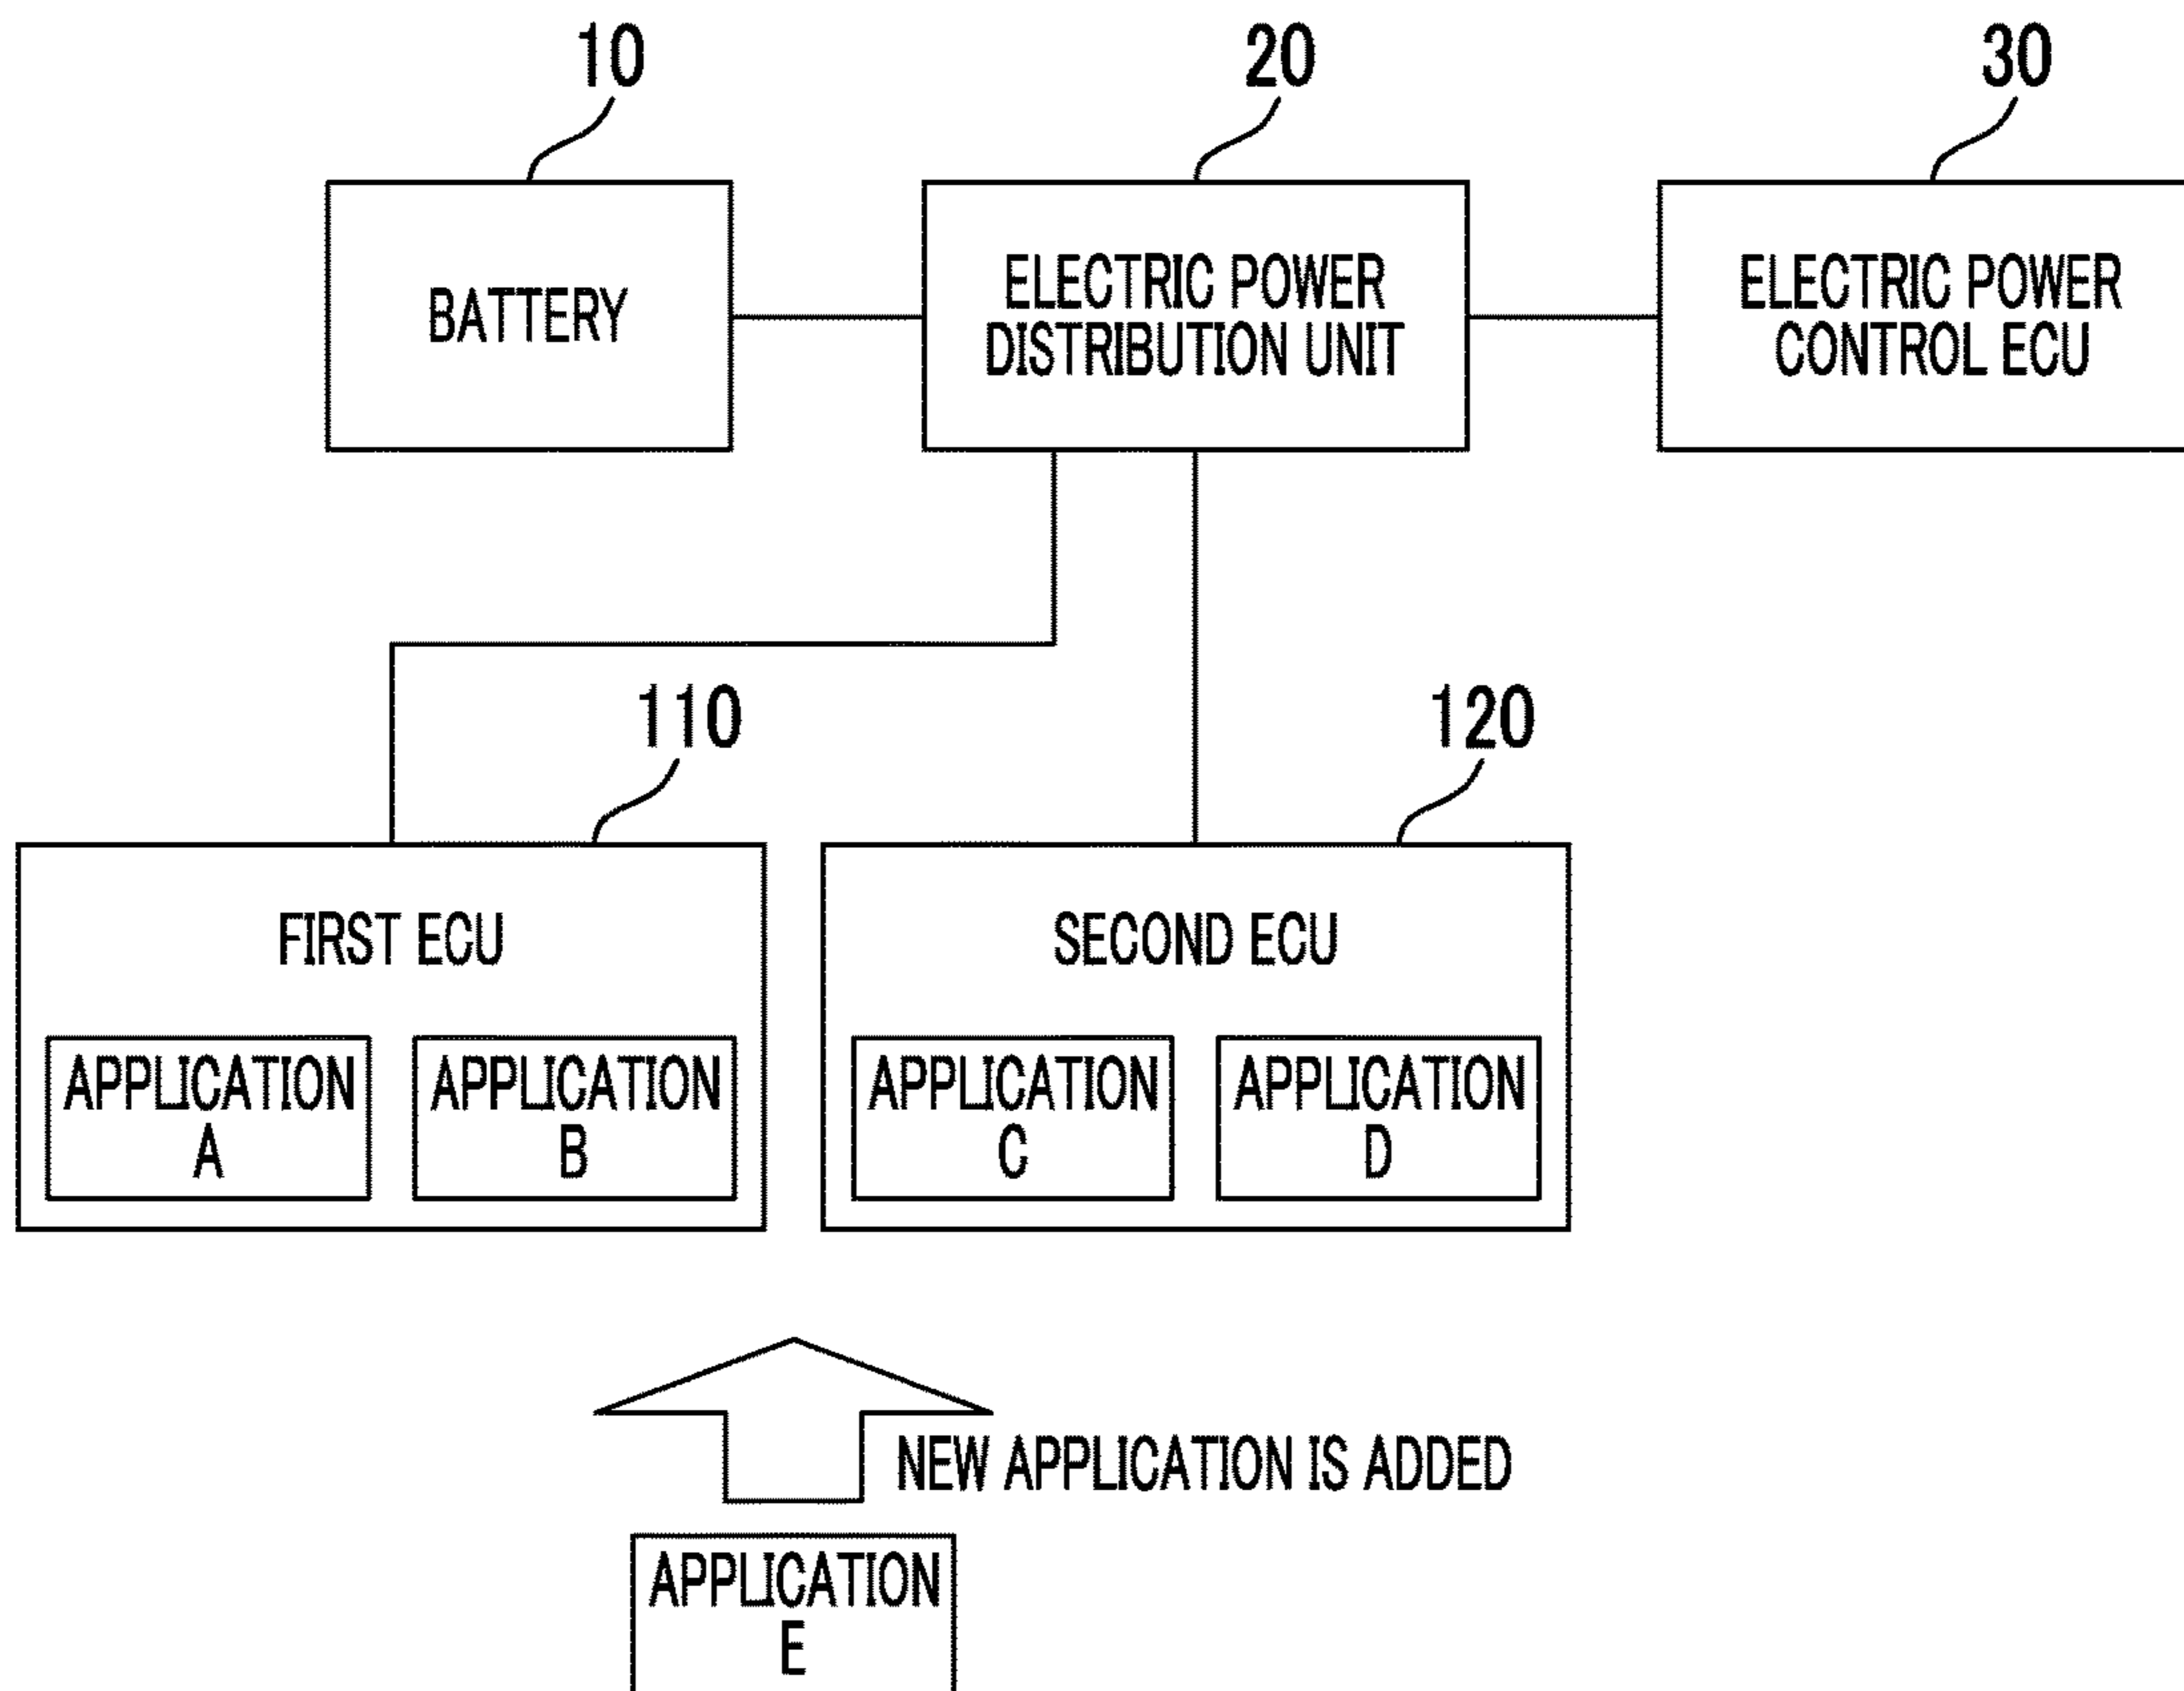 10
20
30
BATTERY
ELECTRIC POWER
DISTRIBUTION UNIT
ELECTRIC POWER
CONTROL ECU
110
120
FIRST ECU
SECOND ECU
APPLICATION
A
APPLICATION
B
APPLICATION
C
APPLICATION
D
NEW APPLICATION IS ADDED
APPLICATION
E